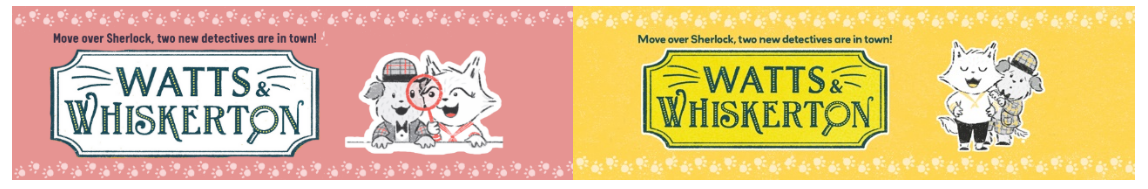 Move over Sherlock, two new detectives are in town!
WATTS &
WHISKERTON
Move over Sherlock, two new detectives are in town!
WATTS &
WHISKERTON